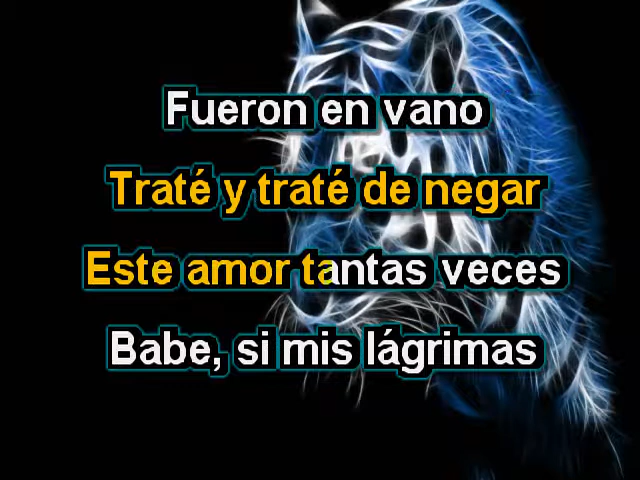 Fueron en vano
Traté y traté de negar
Este amor tantas veces
Babe, si mis lágrimas